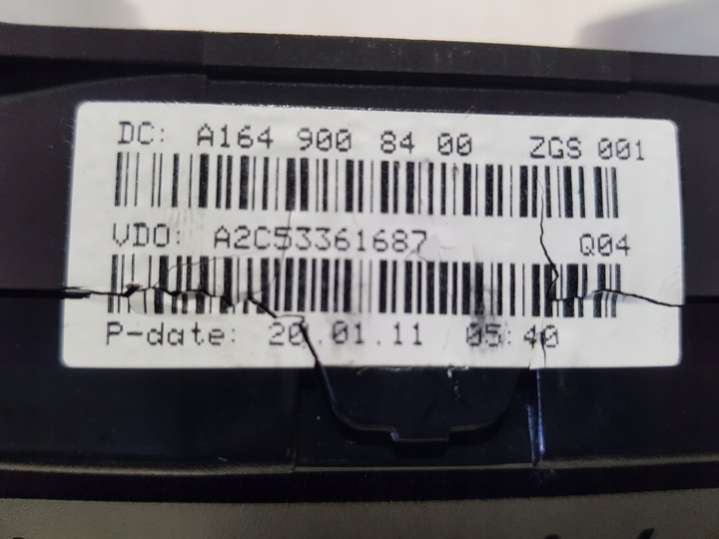 DC: A164 900 84 00 ZGS 001
VDO: A2C53361687 Q04
P-date: 20.01.11 05:40